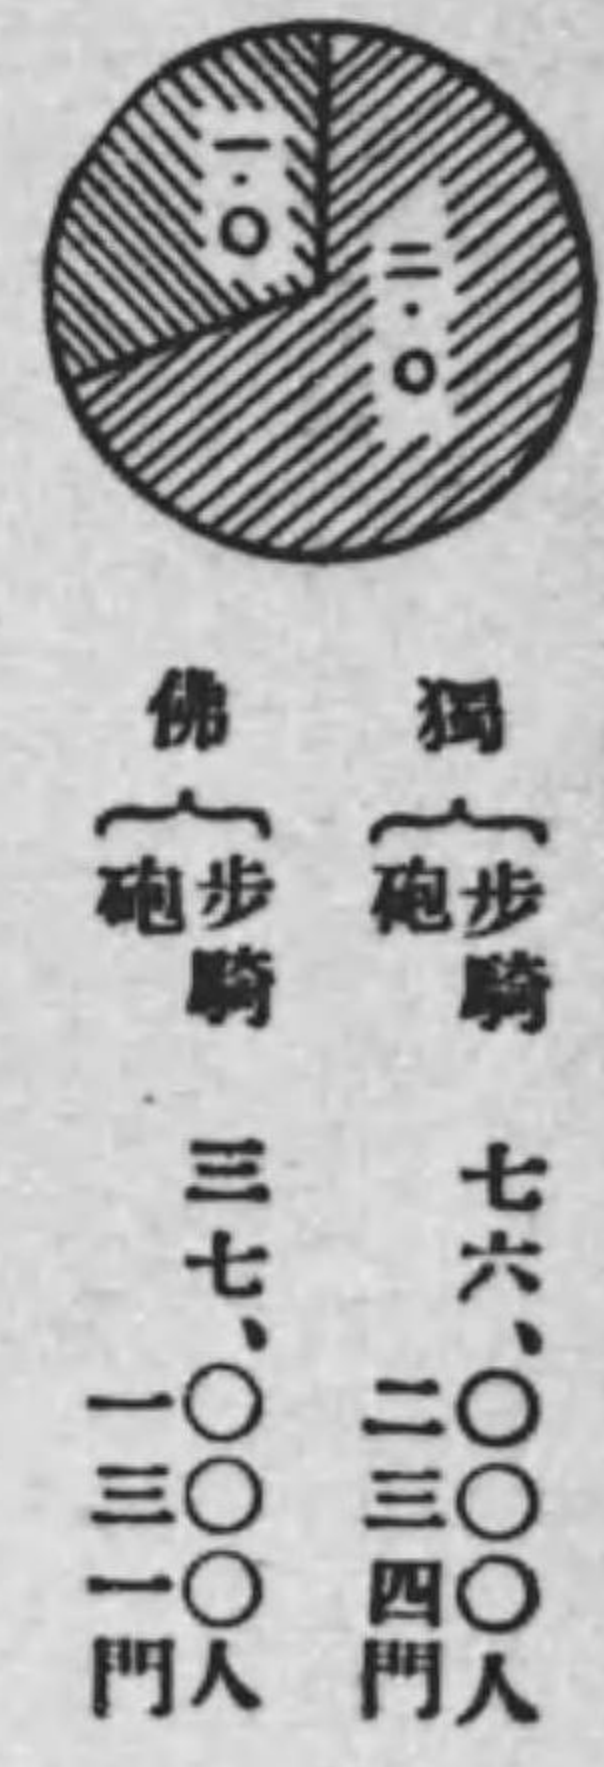 二・〇
一・〇
獨
步騎 七六、〇〇〇人
砲 二三四門
佛
步騎 三七、〇〇〇人
砲 一三一門